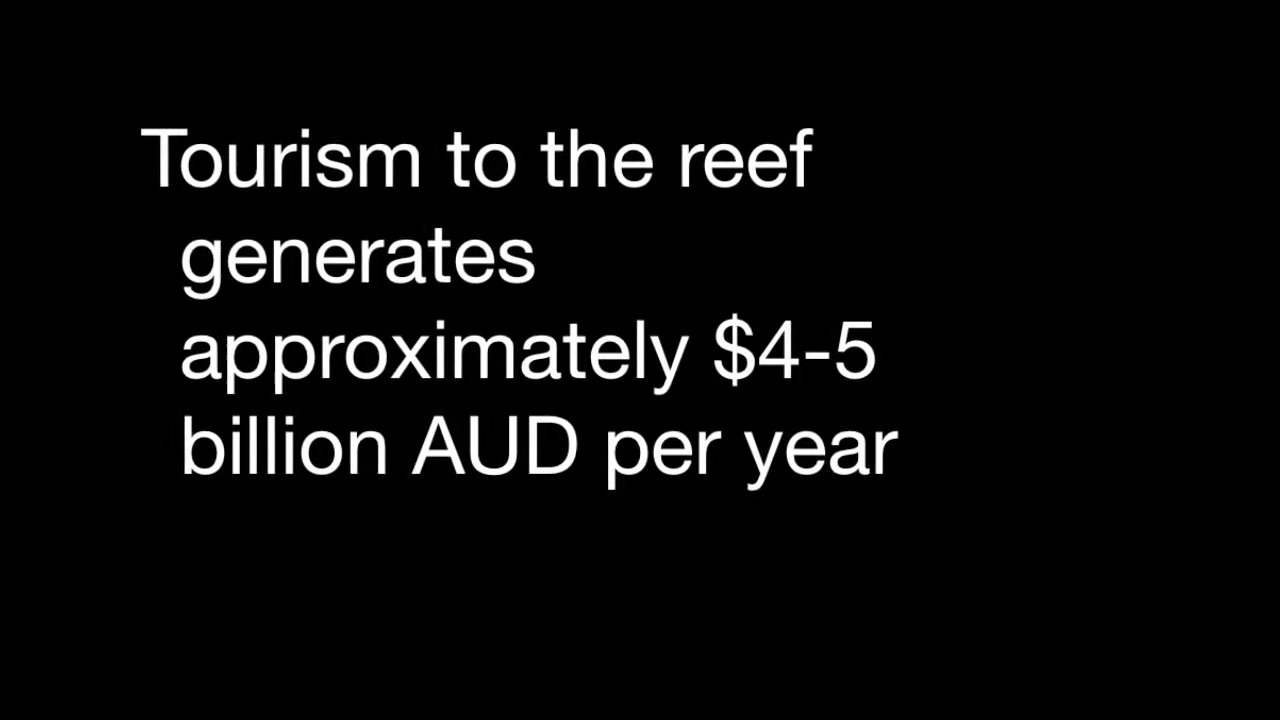 Tourism to the reef
generates
approximately $4-5
billion AUD per year